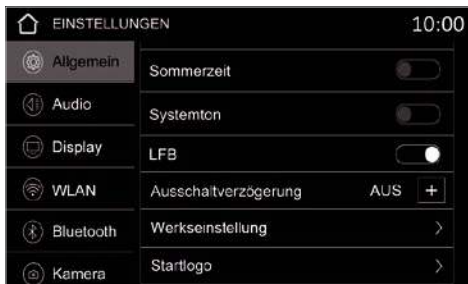 EINSTELLUNGEN 10:00
Allgemein
Sommerzeit
Audio
Systemton
Display
LFB
WLAN
Ausschaltverzögerung AUS +
Bluetooth
Werkseinstellung
Kamera
Startlogo